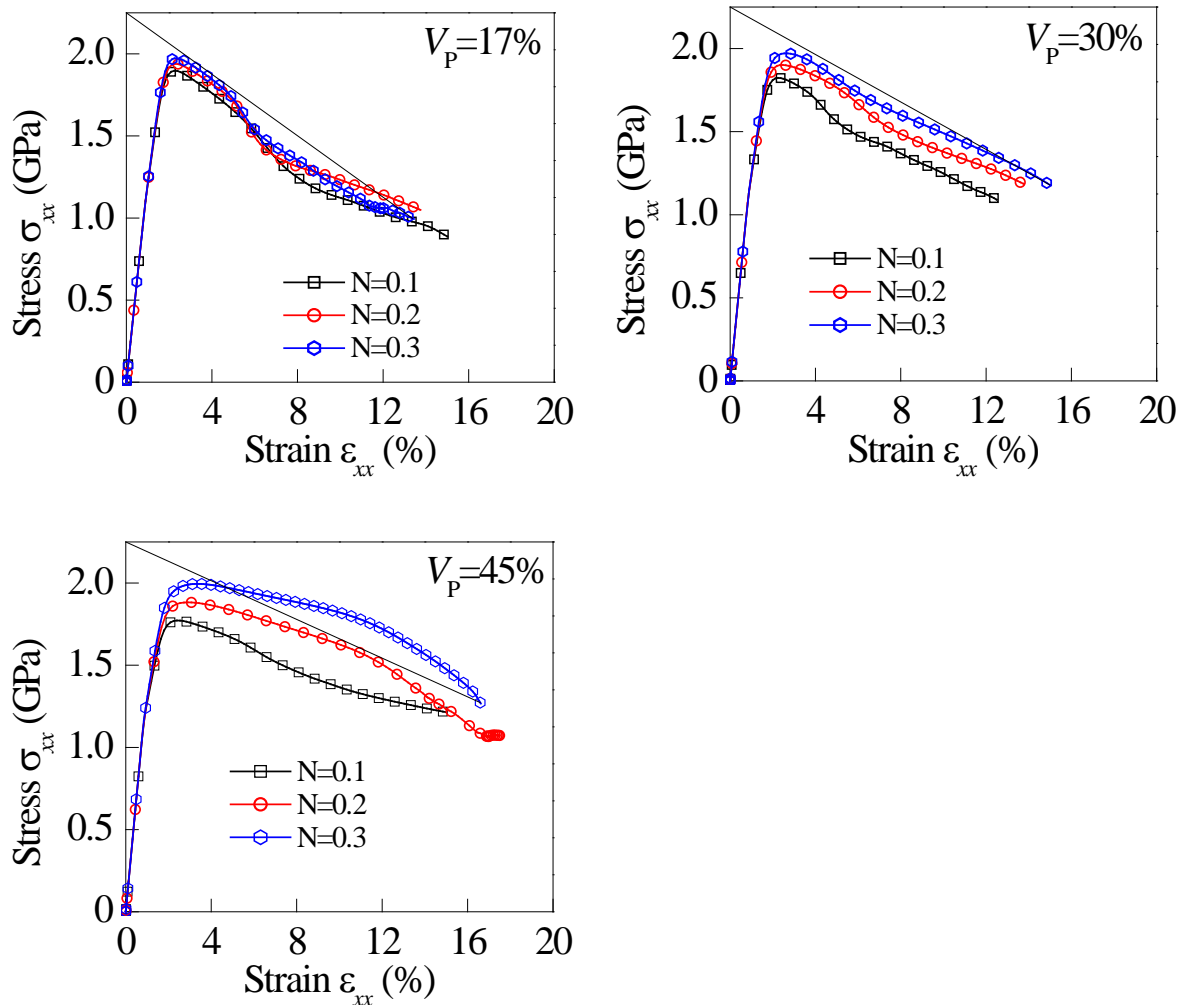 V_P=17%
2.0
1.5
1.0
0.5
0
Stress σ_xx (GPa)
N=0.1
N=0.2
N=0.3
0 4 8 12 16 20
Strain ε_xx (%)
V_P=30%
2.0
1.5
1.0
0.5
0
Stress σ_xx (GPa)
N=0.1
N=0.2
N=0.3
0 4 8 12 16 20
Strain ε_xx (%)
V_P=45%
2.0
1.5
1.0
0.5
0
Stress σ_xx (GPa)
N=0.1
N=0.2
N=0.3
0 4 8 12 16 20
Strain ε_xx (%)